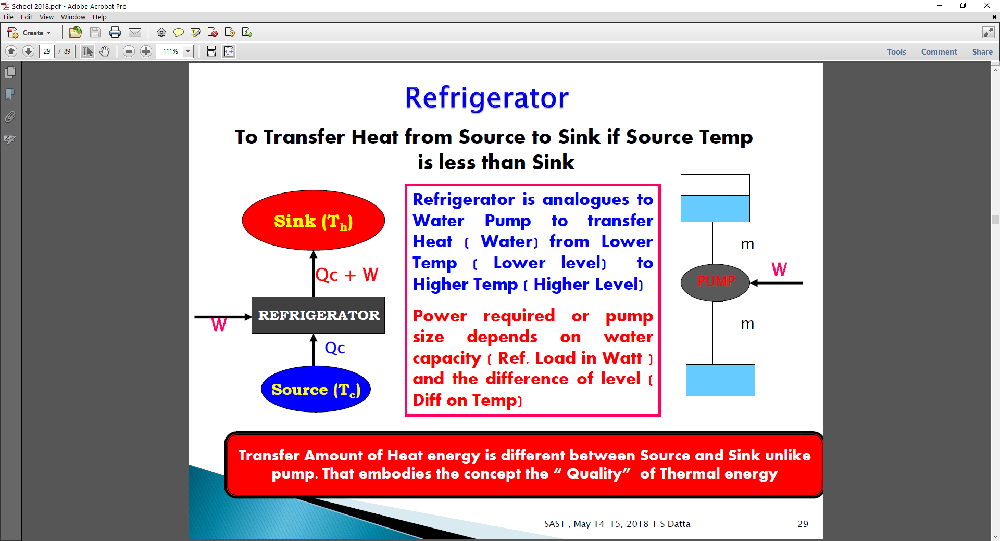 School 2018.pdf - Adobe Acrobat Pro
File Edit View Window Help
Create
29 / 89
111%
Tools Comment Share
Refrigerator
To Transfer Heat from Source to Sink if Source Temp
is less than Sink
Sink (Th)
Qc + W
REFRIGERATOR
W
Qc
Source (Tc)
Refrigerator is analogues to
Water Pump to transfer
Heat ( Water) from Lower
Temp ( Lower level) to
Higher Temp ( Higher Level)
Power required or pump
size depends on water
capacity ( Ref. Load in Watt )
and the difference of level (
Diff on Temp)
m
W
PUMP
m
Transfer Amount of Heat energy is different between Source and Sink unlike
pump. That embodies the concept the “ Quality” of Thermal energy
SAST , May 14-15, 2018 T S Datta
29